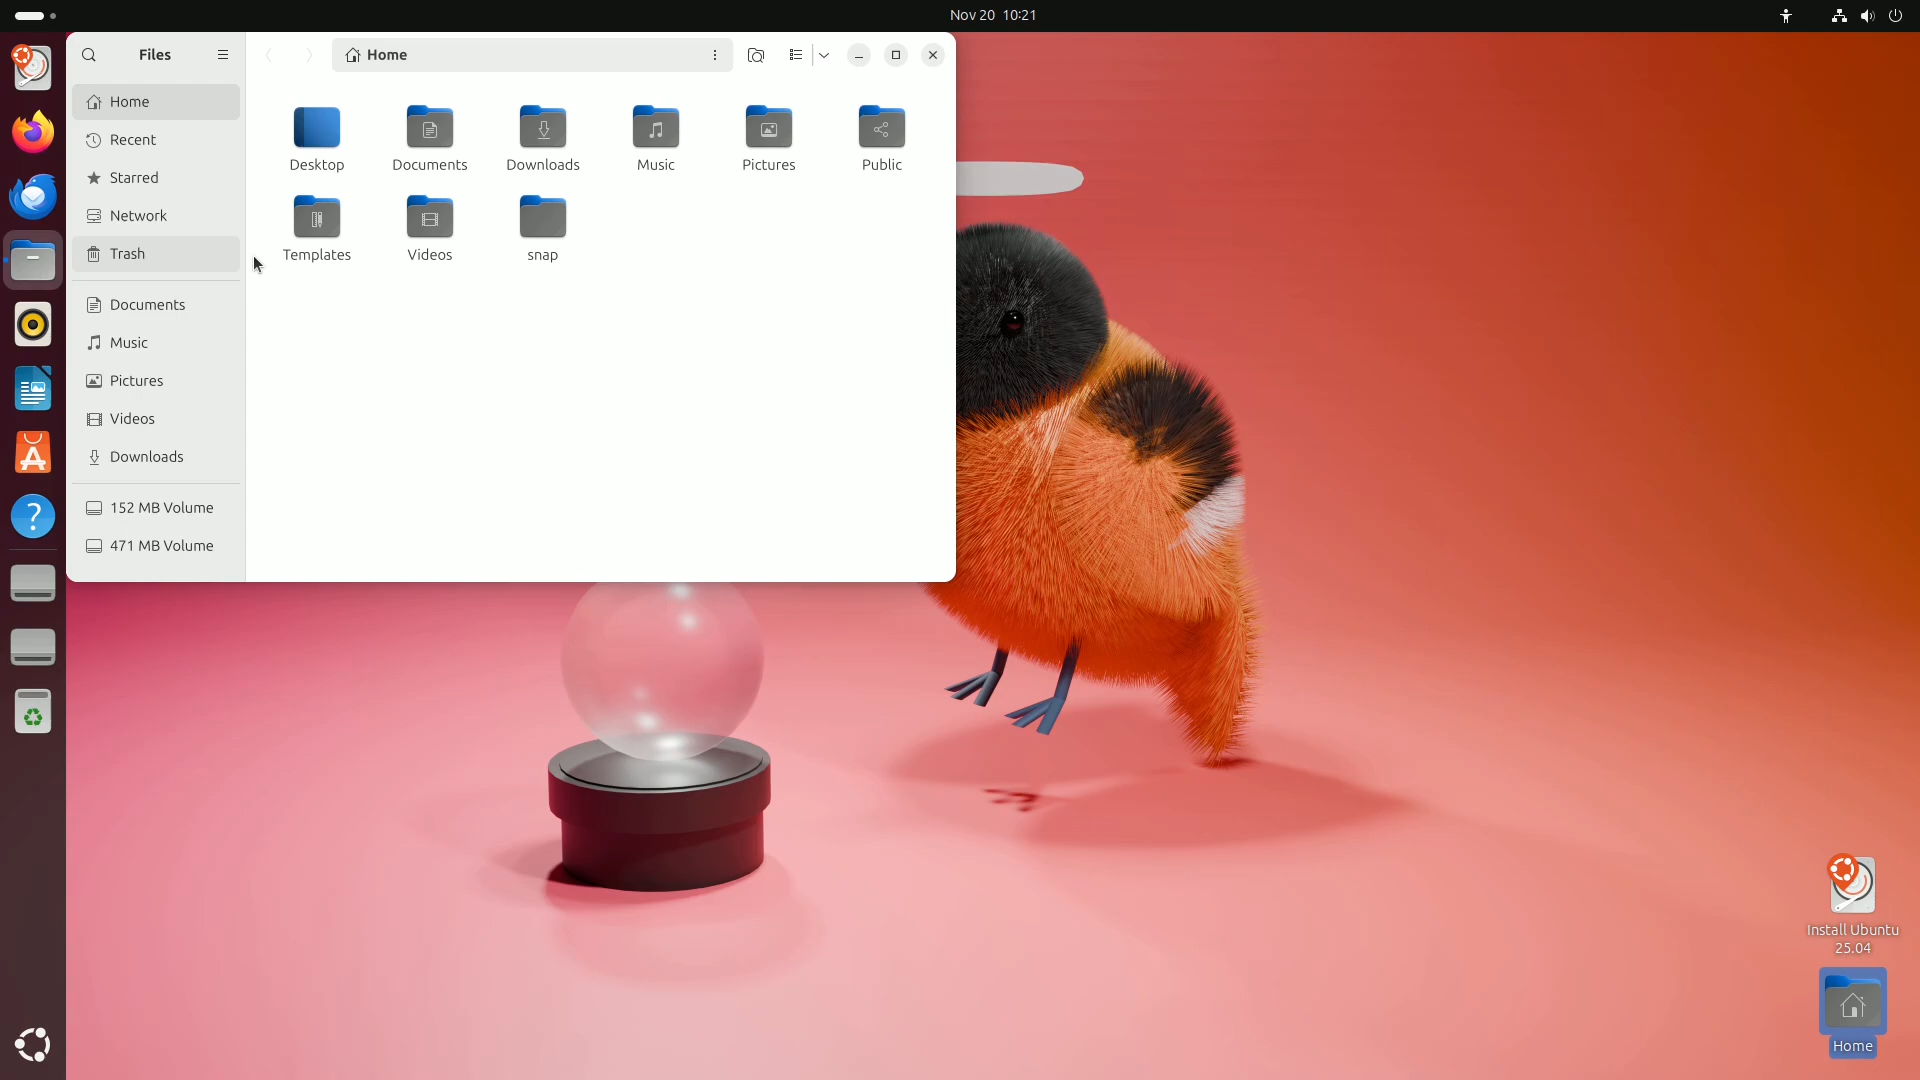 Nov 20 10:21
Files
Home
Home
Recent
Starred
Network
Trash
Documents
Music
Pictures
Videos
Downloads
152 MB Volume
471 MB Volume
Desktop
Documents
Downloads
Music
Pictures
Public
Templates
Videos
snap
Install Ubuntu
25.04
Home